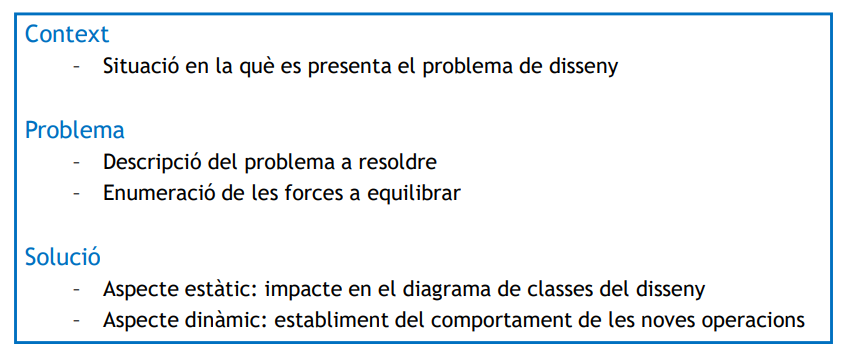 Context
- Situació en la què es presenta el problema de disseny
Problema
- Descripció del problema a resoldre
- Enumeració de les forces a equilibrar
Solució
- Aspecte estàtic: impacte en el diagrama de classes del disseny
- Aspecte dinàmic: establiment del comportament de les noves operacions